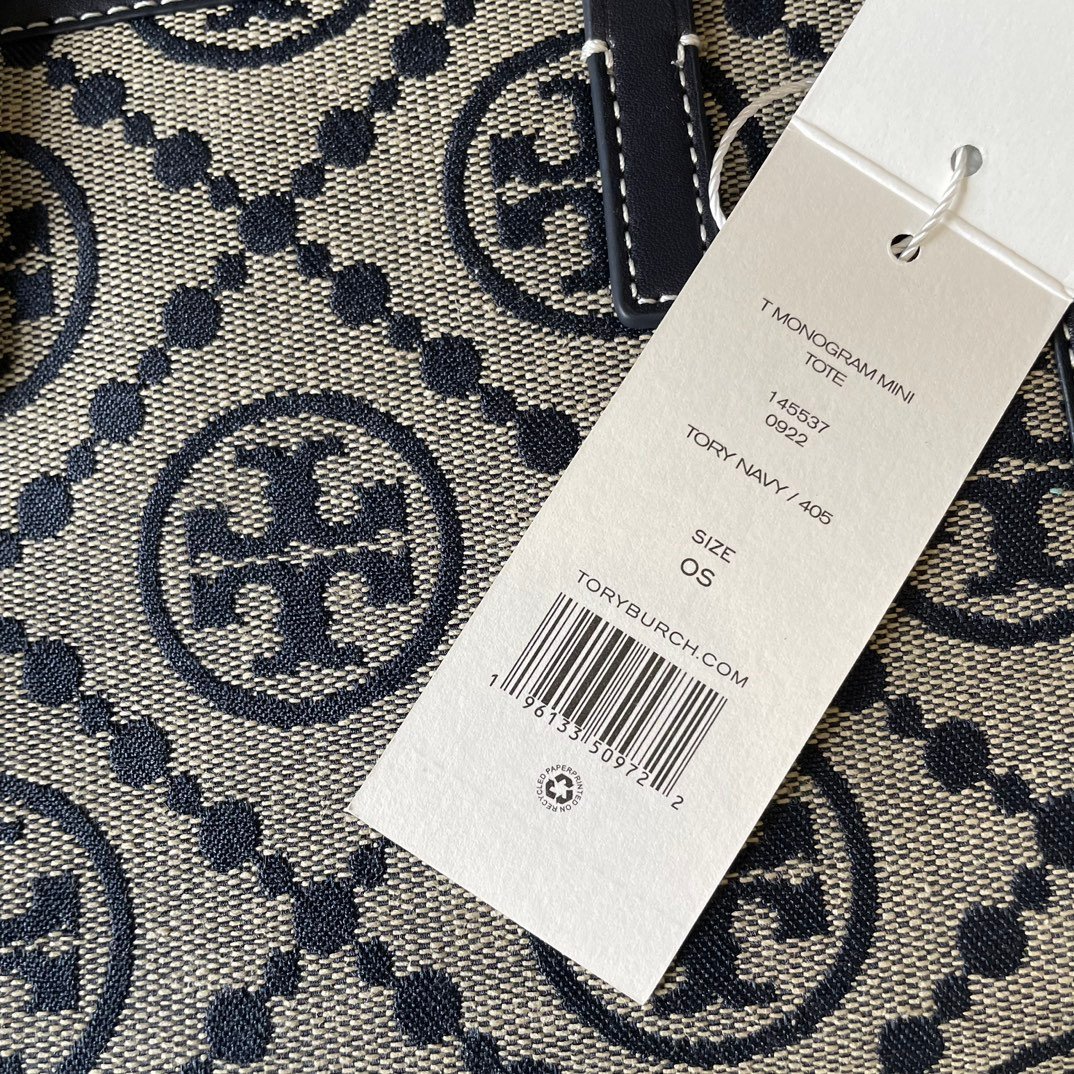 T MONOGRAM MINI
TOTE
145537
0922
TORY NAVY / 405
SIZE
OS
TORYBURCH.COM
1 96133 50972 2
PRINTED ON RECYCLED PAPER